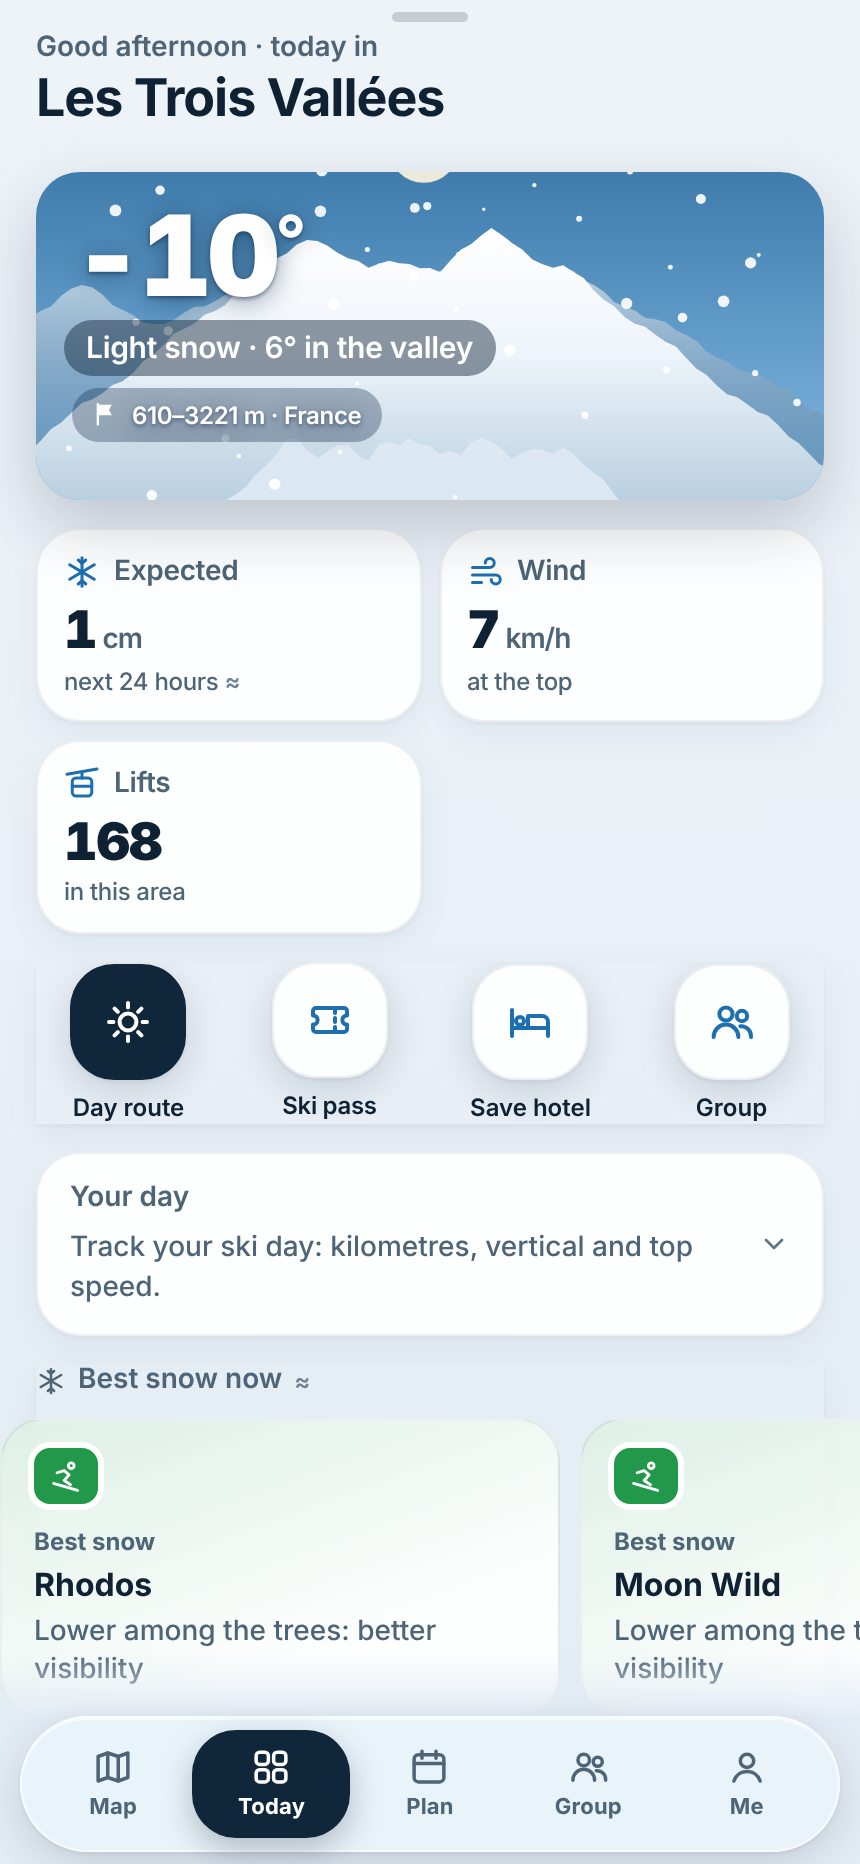 Good afternoon · today in
Les Trois Vallées
-10°
Light snow · 6° in the valley
610–3221 m · France
Expected
1 cm
next 24 hours ≈
Wind
7 km/h
at the top
Lifts
168
in this area
Day route
Ski pass
Save hotel
Group
Your day
Track your ski day: kilometres, vertical and top
speed.
Best snow now ≈
Best snow
Rhodos
Lower among the trees: better
visibility
Best snow
Moon Wild
Lower among the t
visibility
Map
Today
Plan
Group
Me